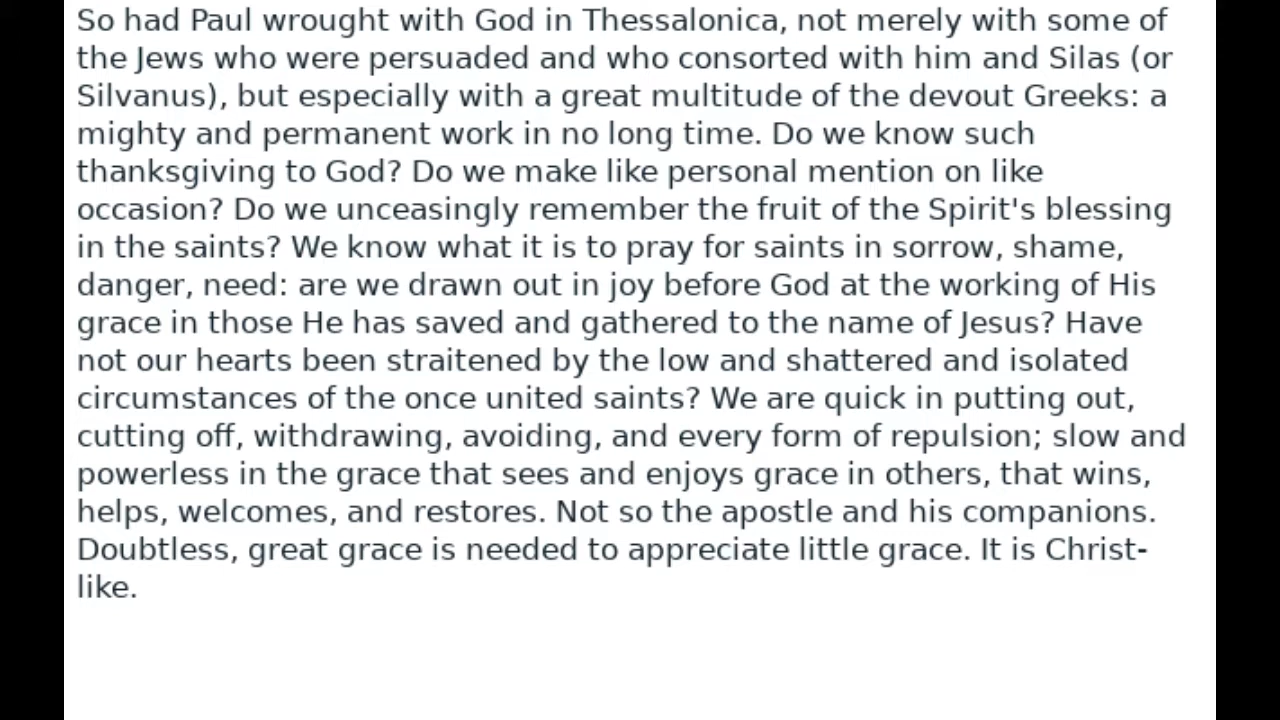 So had Paul wrought with God in Thessalonica, not merely with some of
the Jews who were persuaded and who consorted with him and Silas (or
Silvanus), but especially with a great multitude of the devout Greeks: a
mighty and permanent work in no long time. Do we know such
thanksgiving to God? Do we make like personal mention on like
occasion? Do we unceasingly remember the fruit of the Spirit's blessing
in the saints? We know what it is to pray for saints in sorrow, shame,
danger, need: are we drawn out in joy before God at the working of His
grace in those He has saved and gathered to the name of Jesus? Have
not our hearts been straitened by the low and shattered and isolated
circumstances of the once united saints? We are quick in putting out,
cutting off, withdrawing, avoiding, and every form of repulsion; slow and
powerless in the grace that sees and enjoys grace in others, that wins,
helps, welcomes, and restores. Not so the apostle and his companions.
Doubtless, great grace is needed to appreciate little grace. It is Christ-
like.